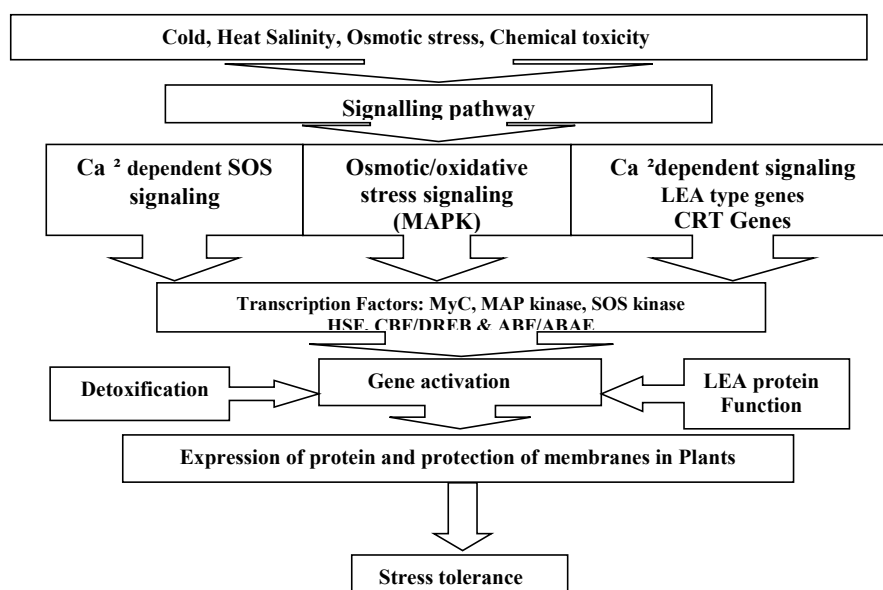 Cold, Heat Salinity, Osmotic stress, Chemical toxicity
Signalling pathway
Ca ² dependent SOS
signaling
Osmotic/oxidative
stress signaling
(MAPK)
Ca ²dependent signaling
LEA type genes
CRT Genes
Transcription Factors: MyC, MAP kinase, SOS kinase
HSF, CBF/DREB & ABF/ABAE
Detoxification
Gene activation
LEA protein
Function
Expression of protein and protection of membranes in Plants
Stress tolerance